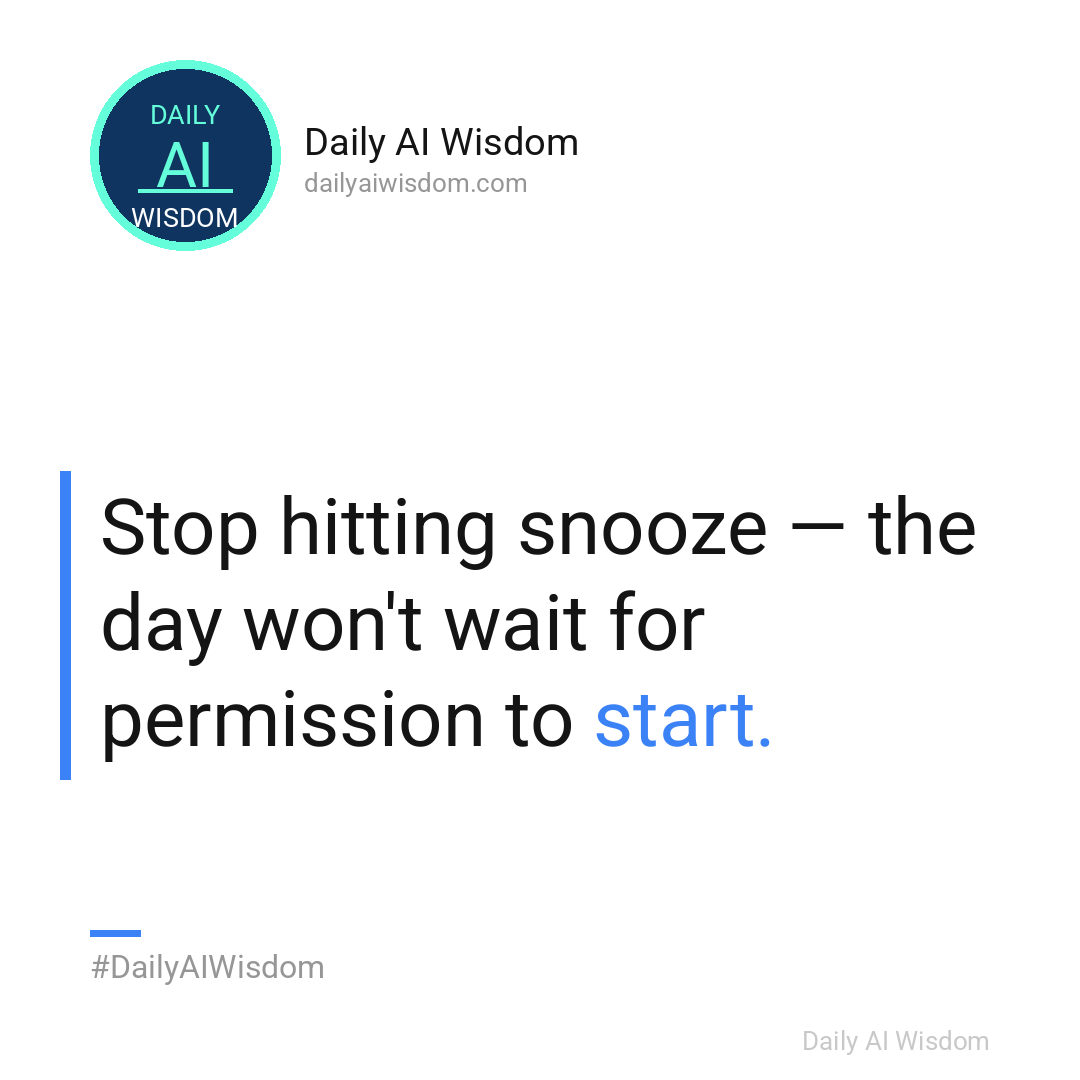 DAILY
AI
WISDOM
Daily AI Wisdom
dailyaiwisdom.com
Stop hitting snooze — the
day won't wait for
permission to start.
#DailyAIWisdom
Daily AI Wisdom